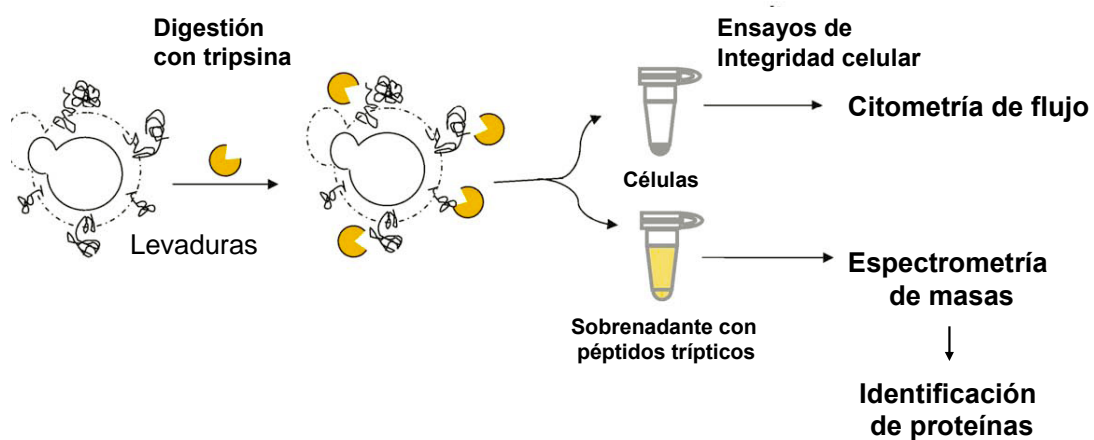 Digestión
con tripsina
Levaduras
Ensayos de
Integridad celular
Citometría de flujo
Células
Espectrometría
de masas
Sobrenadante con
péptidos trípticos
Identificación
de proteínas